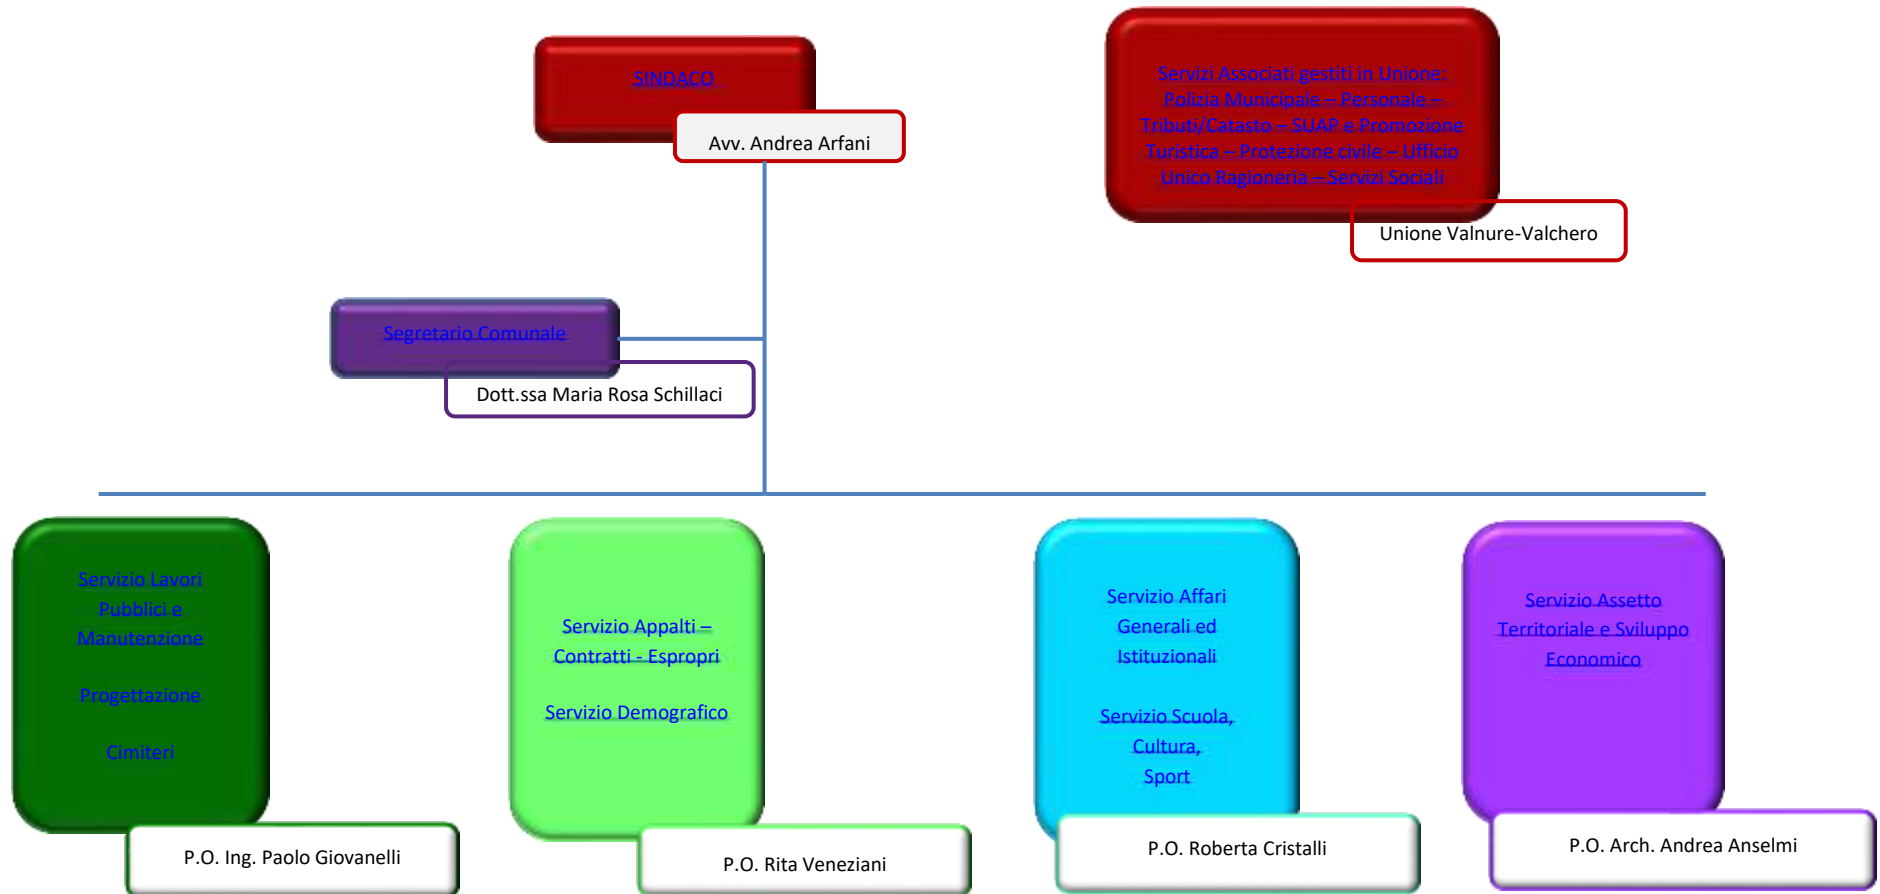 SINDACO
Avv. Andrea Arfani
Servizi Associati gestiti in Unione:
Polizia Municipale – Personale –
Tributi/Catasto – SUAP e Promozione
Turistica – Protezione civile – Ufficio
Unico Ragioneria – Servizi Sociali
Unione Valnure-Valchero
Segretario Comunale
Dott.ssa Maria Rosa Schillaci
Servizio Lavori
Pubblici e
Manutenzione
Progettazione
Cimiteri
P.O. Ing. Paolo Giovanelli
Servizio Appalti –
Contratti - Espropri
Servizio Demografico
P.O. Rita Veneziani
Servizio Affari
Generali ed
Istituzionali
Servizio Scuola,
Cultura,
Sport
P.O. Roberta Cristalli
Servizio Assetto
Territoriale e Sviluppo
Economico
P.O. Arch. Andrea Anselmi